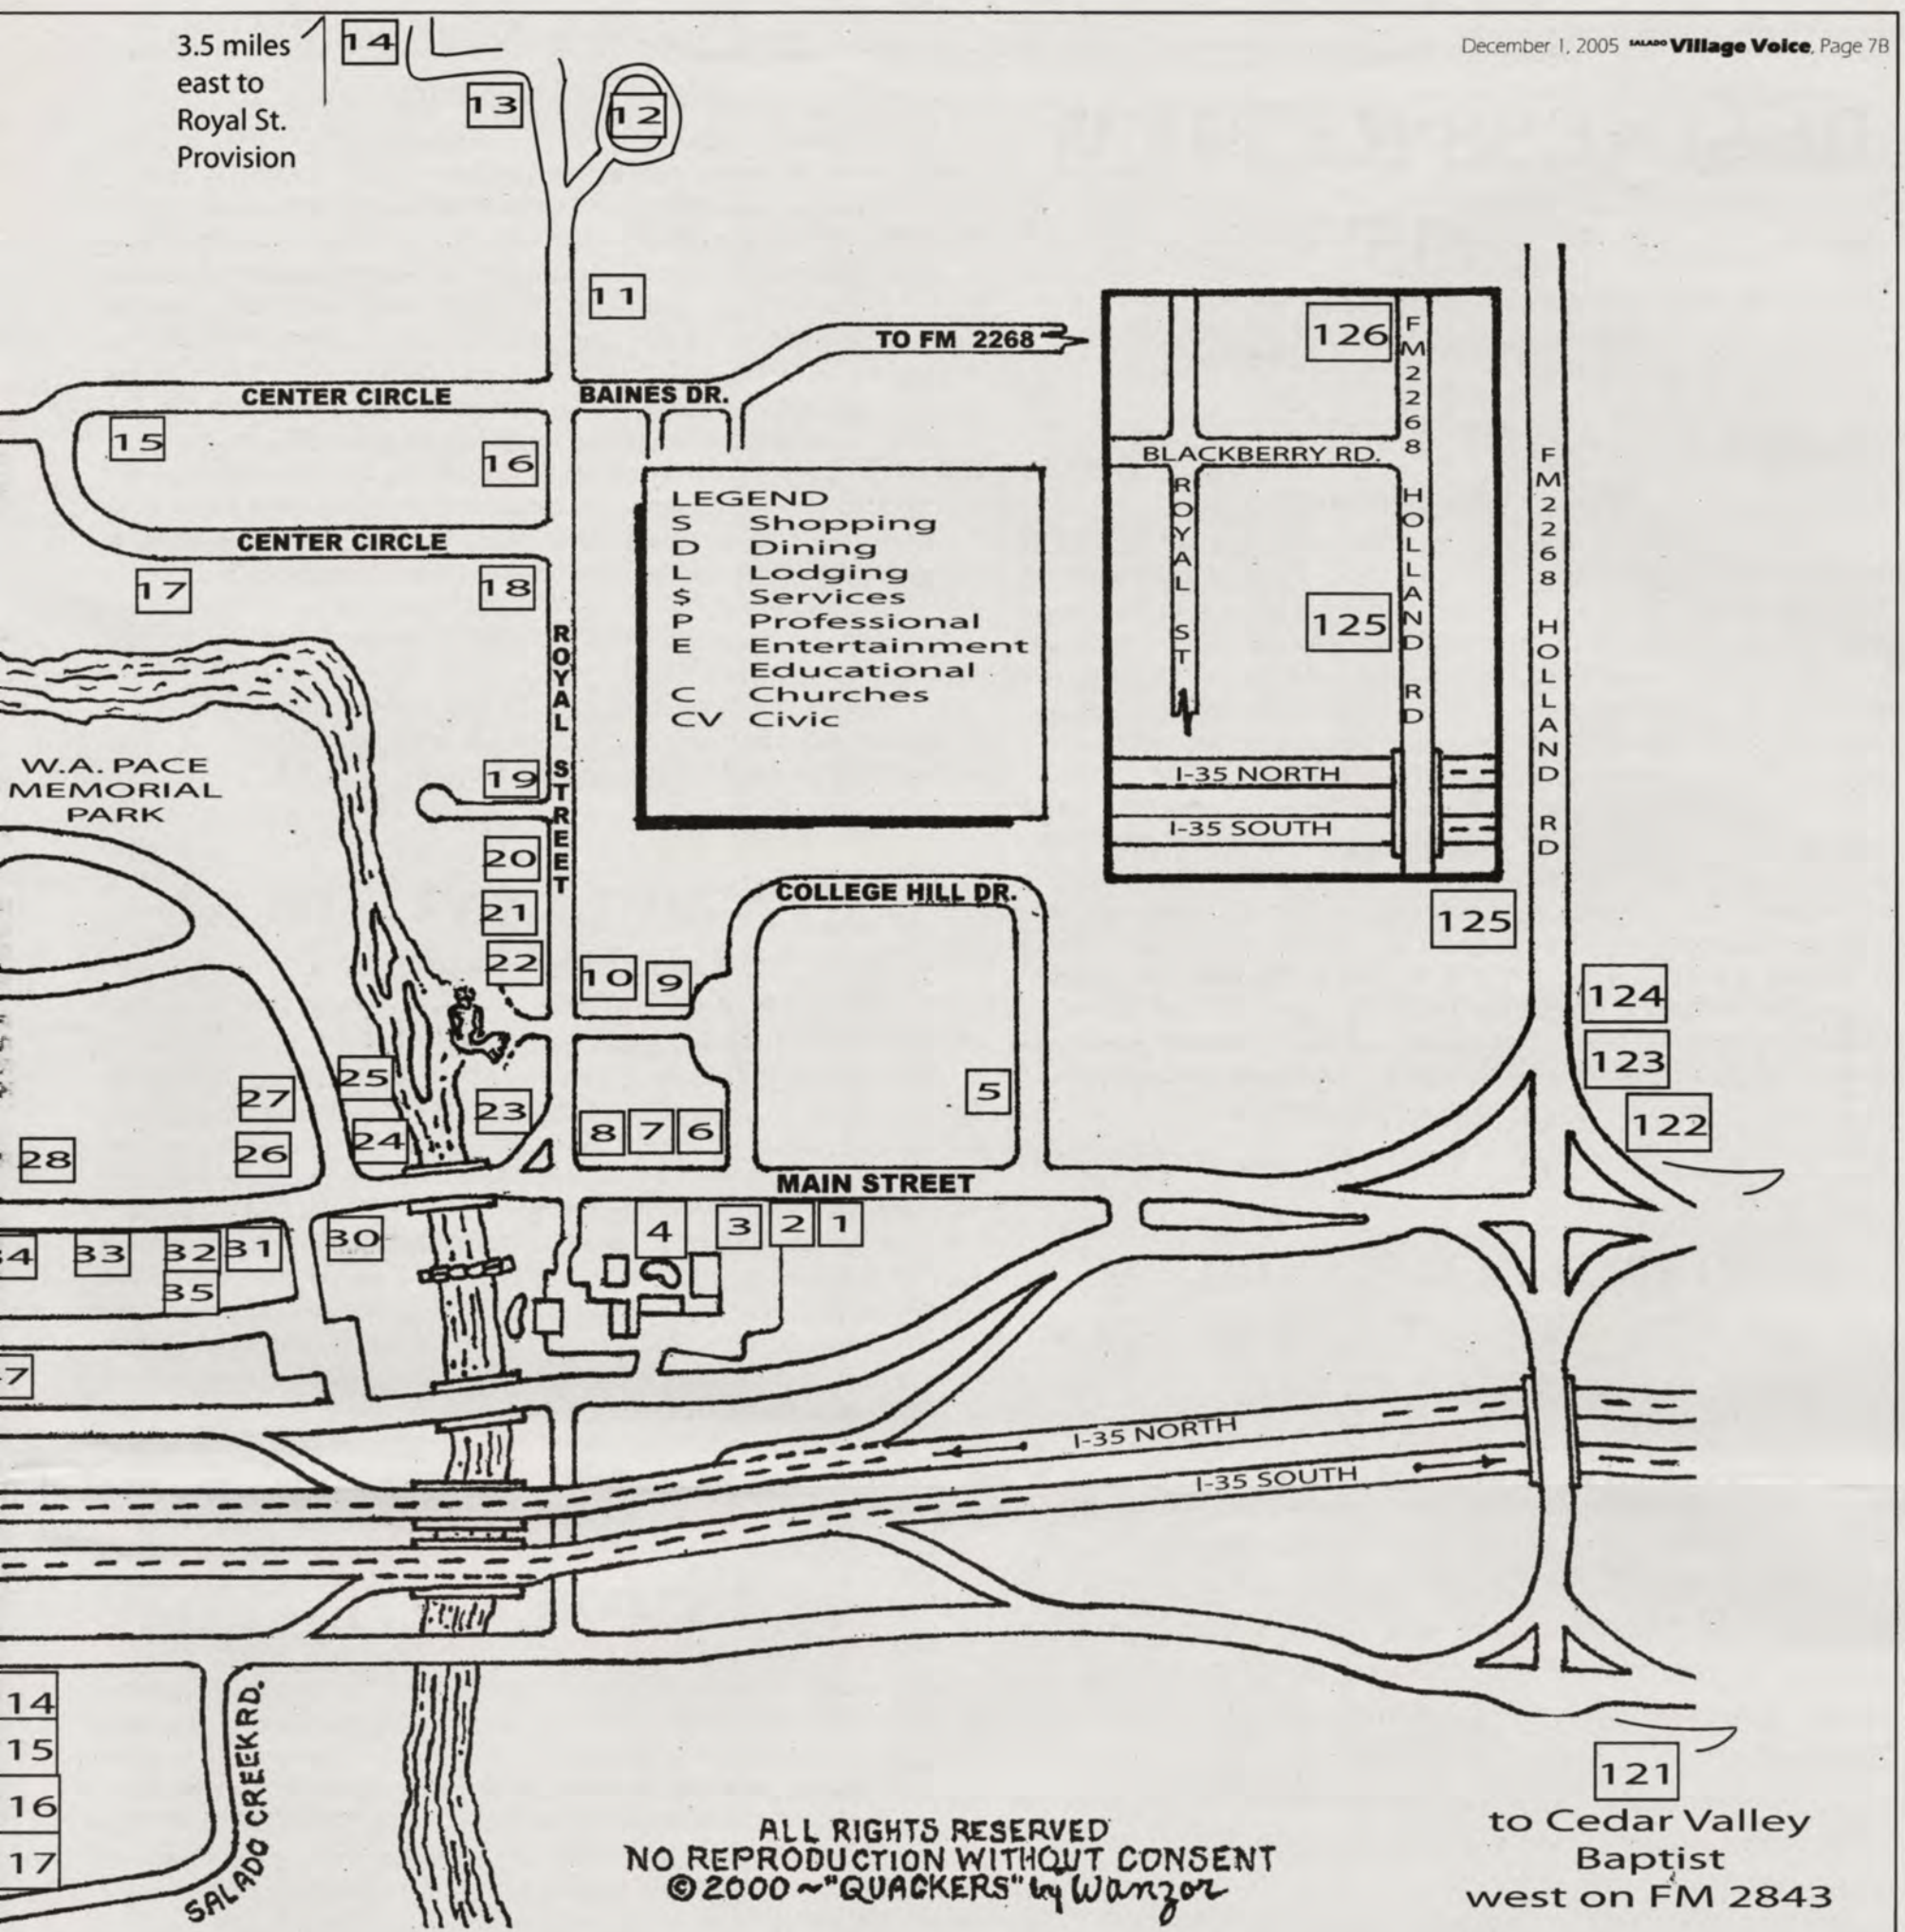 December 1, 2005 SALADO Village Voice, Page 7B
3.5 miles
east to
Royal St.
Provision
14
13
12
11
TO FM 2268
CENTER CIRCLE
BAINES DR.
15
16
CENTER CIRCLE
17
18
ROYAL STREET
LEGEND
S Shopping
D Dining
L Lodging
$ Services
P Professional
E Entertainment
Educational
C Churches
CV Civic
126
FM 2268 HOLLAND RD
BLACKBERRY RD.
ROYAL ST
125
I-35 NORTH
I-35 SOUTH
FM 2268 HOLLAND RD
W.A. PACE
MEMORIAL
PARK
19
20
21
22
10
9
COLLEGE HILL DR.
125
124
123
122
5
25
27
23
24
26
28
8
7
6
MAIN STREET
4
3
2
1
30
31
32
33
34
35
7
I-35 NORTH
I-35 SOUTH
14
15
16
17
SALADO CREEK RD.
121
to Cedar Valley
Baptist
west on FM 2843
ALL RIGHTS RESERVED
NO REPRODUCTION WITHOUT CONSENT
©2000~"QUACKERS" by Wanzor